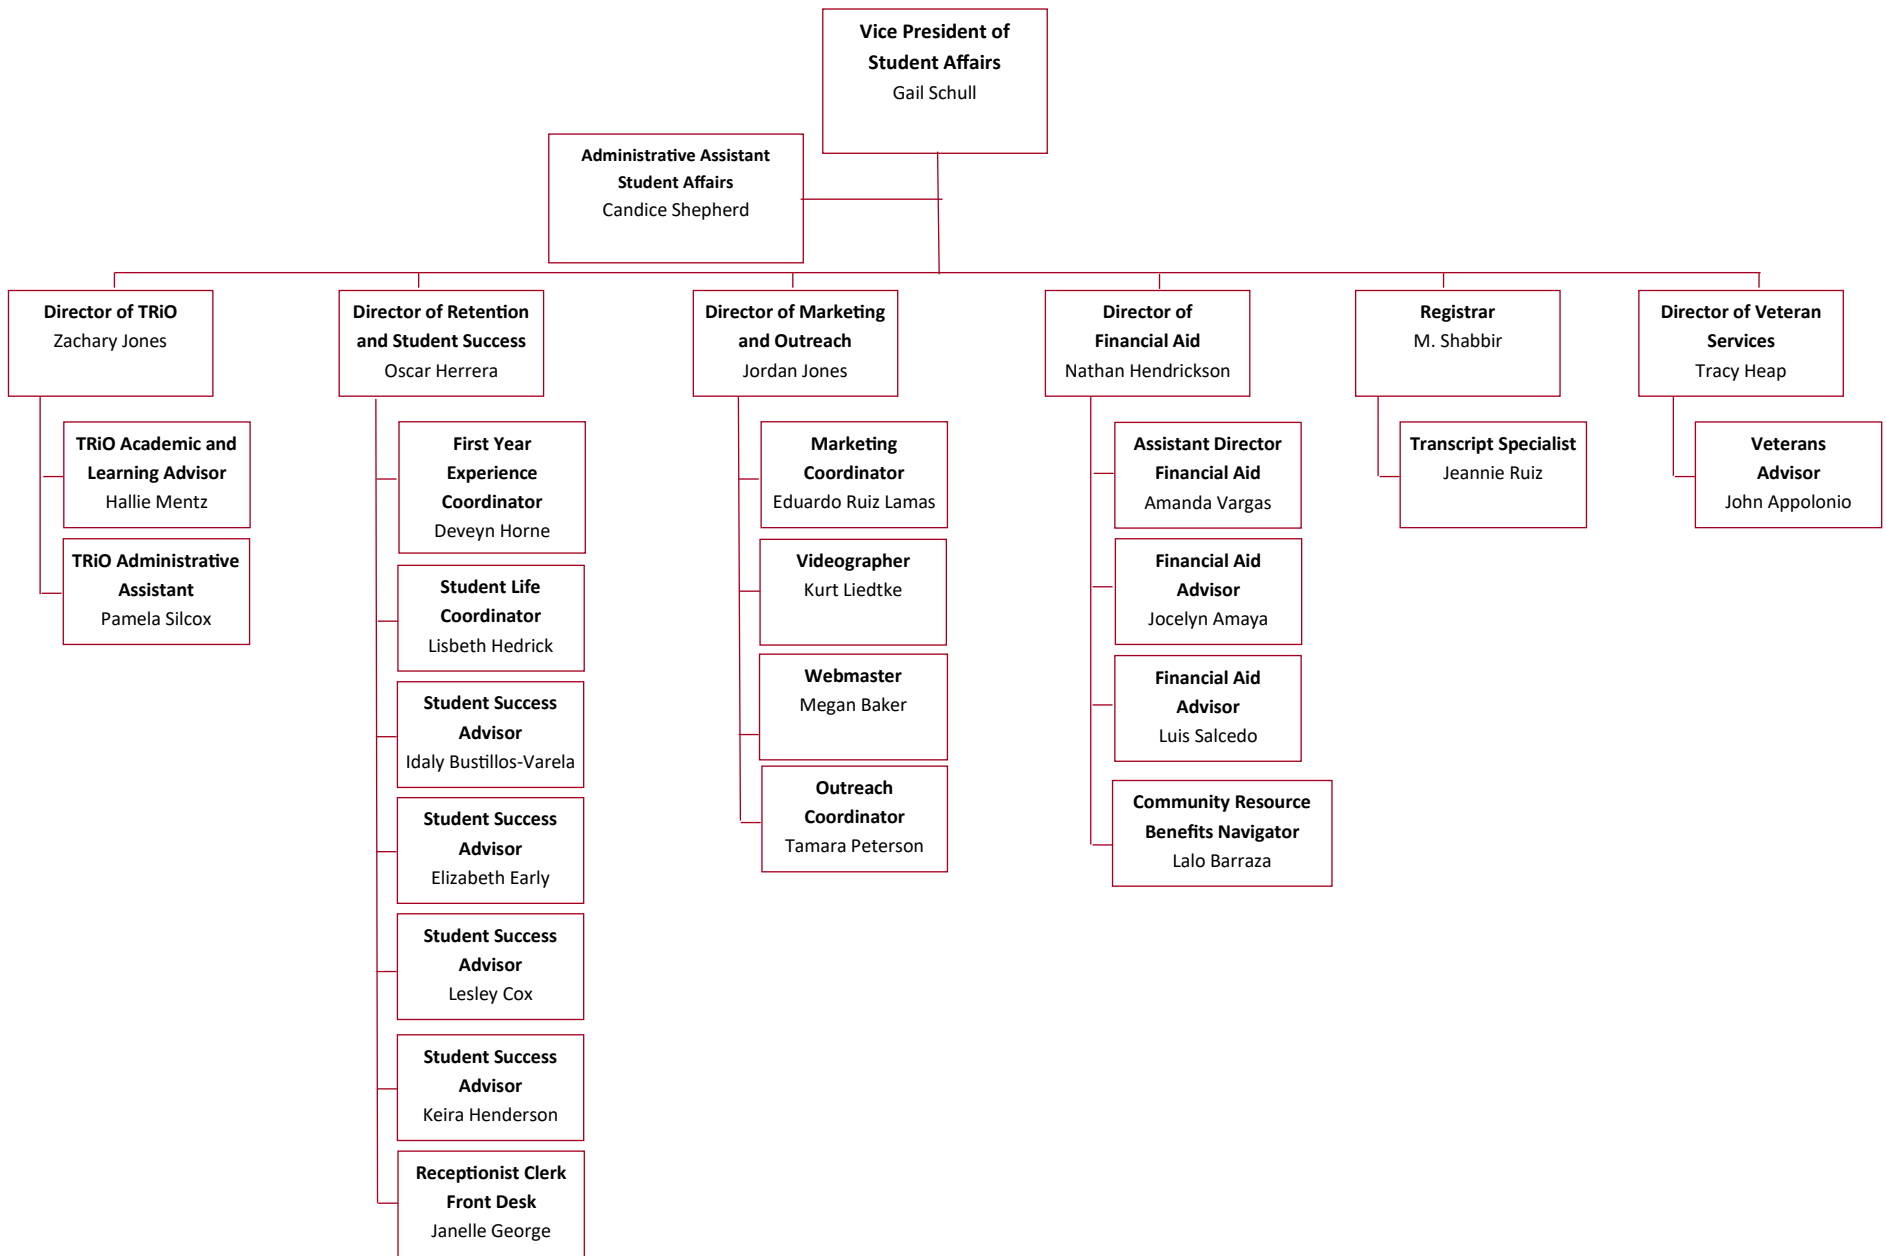 Vice President of
Student Affairs
Gail Schull
Administrative Assistant
Student Affairs
Candice Shepherd
Director of TRiO
Zachary Jones
Director of Retention
and Student Success
Oscar Herrera
Director of Marketing
and Outreach
Jordan Jones
Director of
Financial Aid
Nathan Hendrickson
Registrar
M. Shabbir
Director of Veteran
Services
Tracy Heap
TRiO Academic and
Learning Advisor
Hallie Mentz
TRiO Administrative
Assistant
Pamela Silcox
First Year
Experience
Coordinator
Deveyn Horne
Student Life
Coordinator
Lisbeth Hedrick
Student Success
Advisor
Idaly Bustillos-Varela
Student Success
Advisor
Elizabeth Early
Student Success
Advisor
Lesley Cox
Student Success
Advisor
Keira Henderson
Receptionist Clerk
Front Desk
Janelle George
Marketing
Coordinator
Eduardo Ruiz Lamas
Videographer
Kurt Liedtke
Webmaster
Megan Baker
Outreach
Coordinator
Tamara Peterson
Assistant Director
Financial Aid
Amanda Vargas
Financial Aid
Advisor
Jocelyn Amaya
Financial Aid
Advisor
Luis Salcedo
Community Resource
Benefits Navigator
Lalo Barraza
Transcript Specialist
Jeannie Ruiz
Veterans
Advisor
John Appolonio